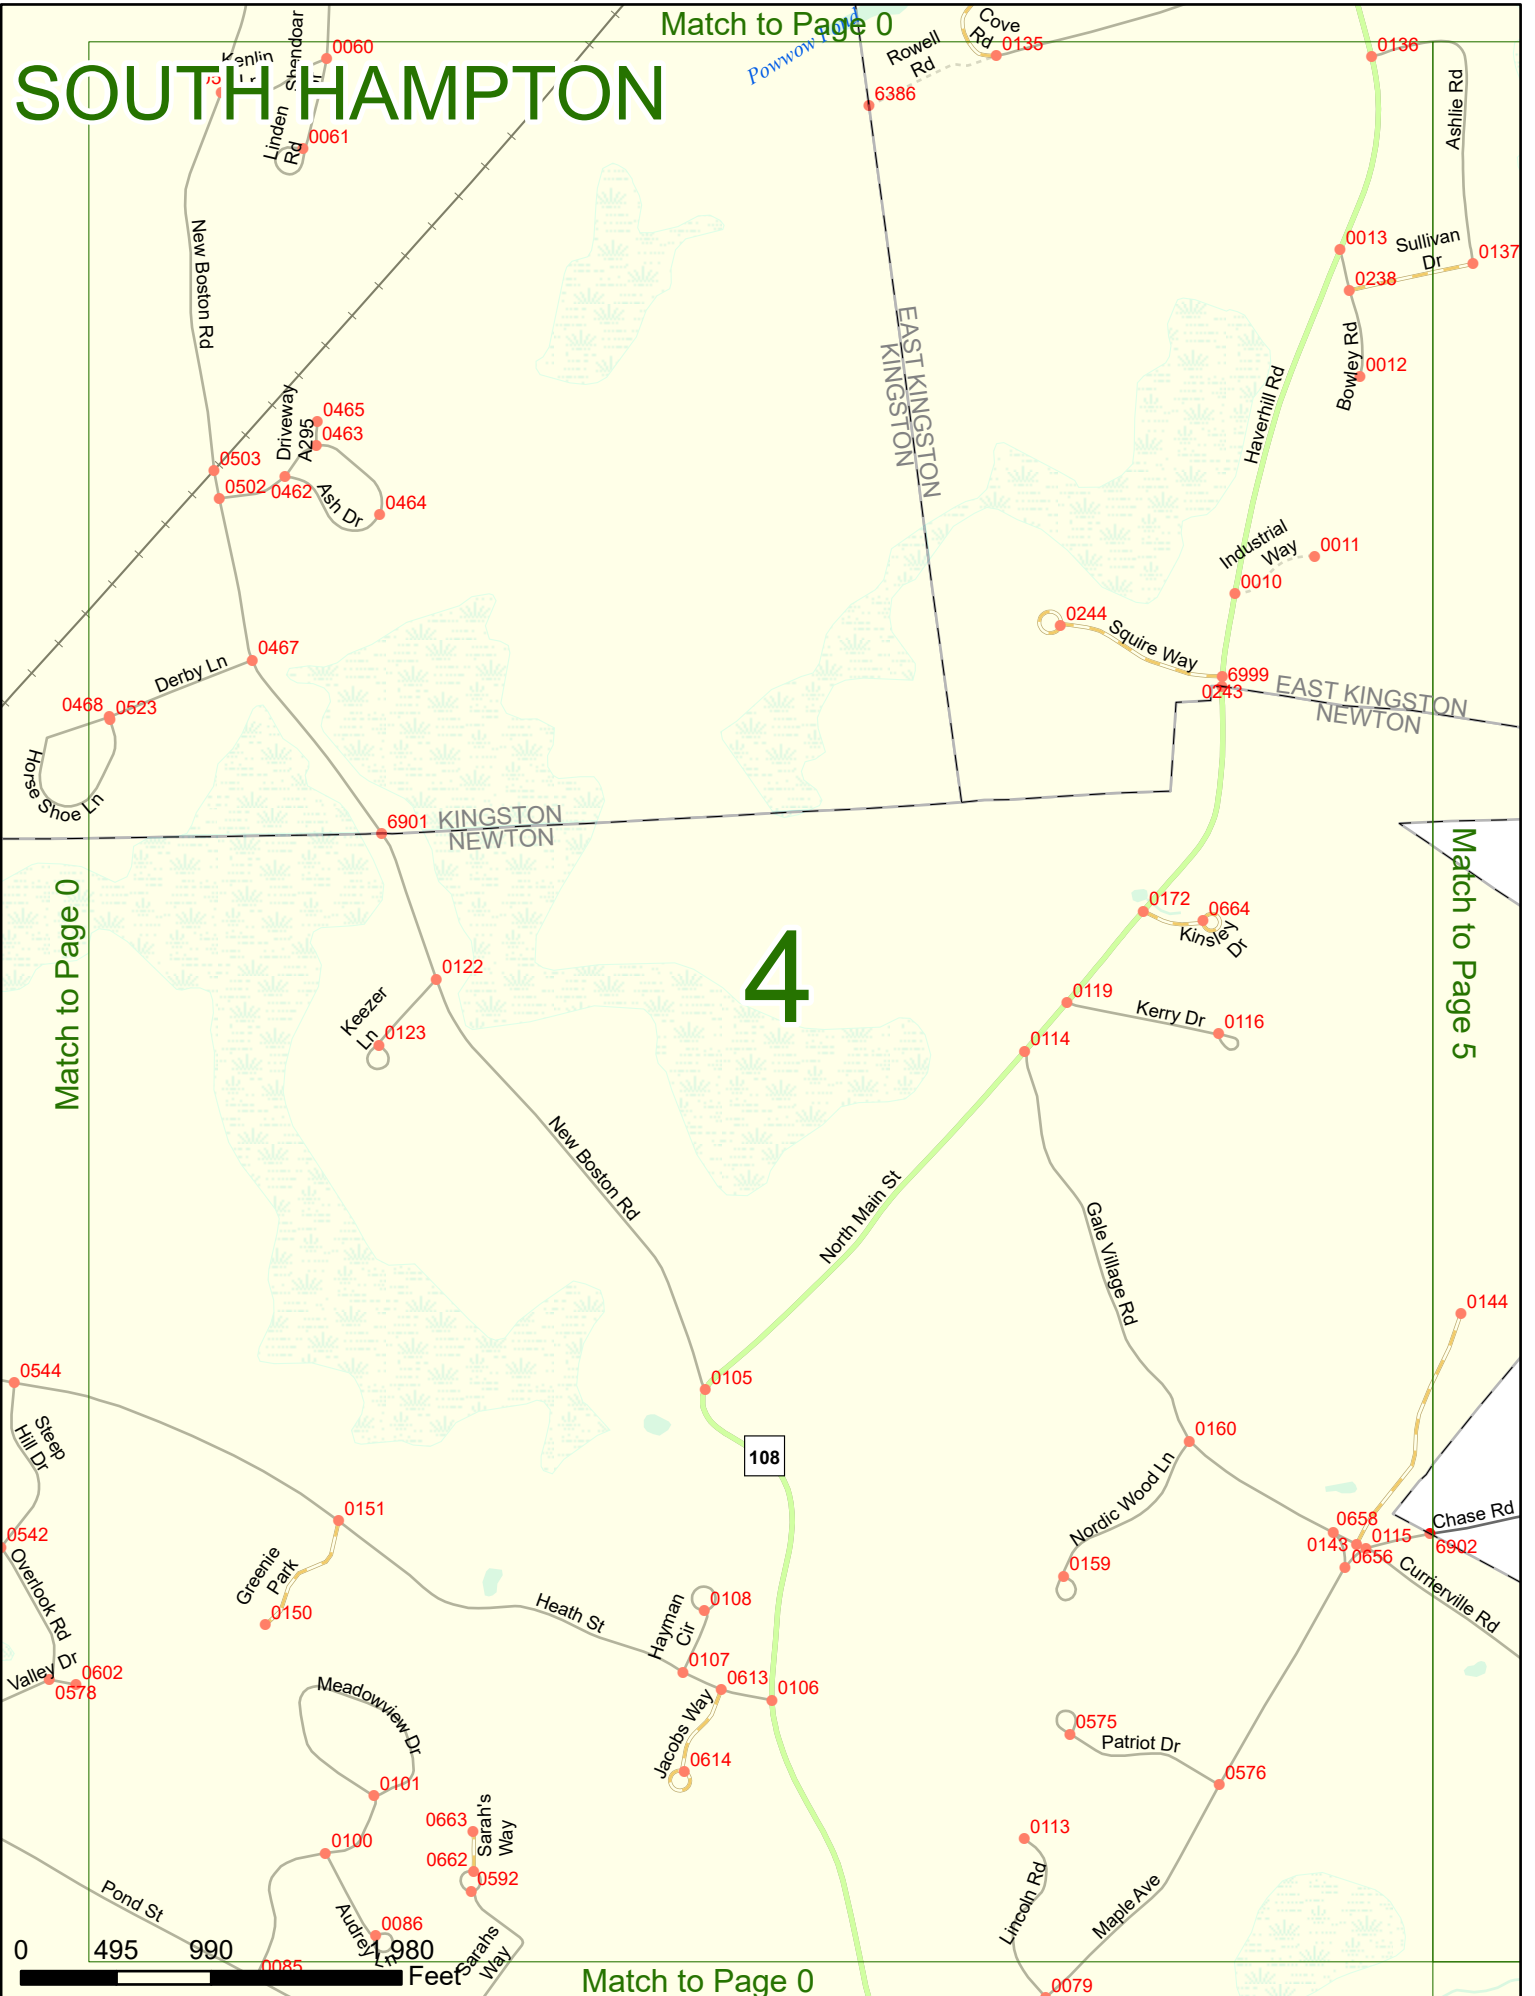 Match to Page 0
SOUTH HAMPTON
Powwow Pond
Kenlin
Ln
Shendoar
0060
Linden
Rd
0061
Cove
Rd
0135
Rowell
Rd
6386
0136
Ashlie Rd
0013
Sullivan
Dr
0137
0238
Bowley Rd
0012
New Boston Rd
EAST KINGSTON
KINGSTON
Haverhill Rd
Driveway
A295
0465
0463
0503
0502
0462
Ash Dr
0464
Industrial
Way
0011
0010
0244
Squire Way
6999
0243
EAST KINGSTON
NEWTON
0467
Derby Ln
0468
0523
Horse Shoe Ln
6901
KINGSTON
NEWTON
Match to Page 0
4
Match to Page 5
0172
0664
Kinsley
Dr
0122
Keezer
Ln
0123
0119
Kerry Dr
0116
0114
New Boston Rd
North Main St
Gale Village Rd
0144
0544
Steep
Hill Dr
0105
108
0160
Nordic Wood Ln
0151
0542
Overlook Rd
Greenie
Park
0150
0658
0143
0115
0656
Chase Rd
6902
Currierville Rd
0159
Heath St
Hayman
Cir
0108
0107
0613
0106
Valley Dr
0602
0578
Meadowview Dr
Jacobs Way
0614
0575
Patriot Dr
0576
0101
0663
Sarah's
Way
0100
0662
0592
0113
Lincoln Rd
Maple Ave
Pond St
Audrey Ln
0086
Sarahs
Way
0085
0 495 990 1,980
Feet
Match to Page 0
0079